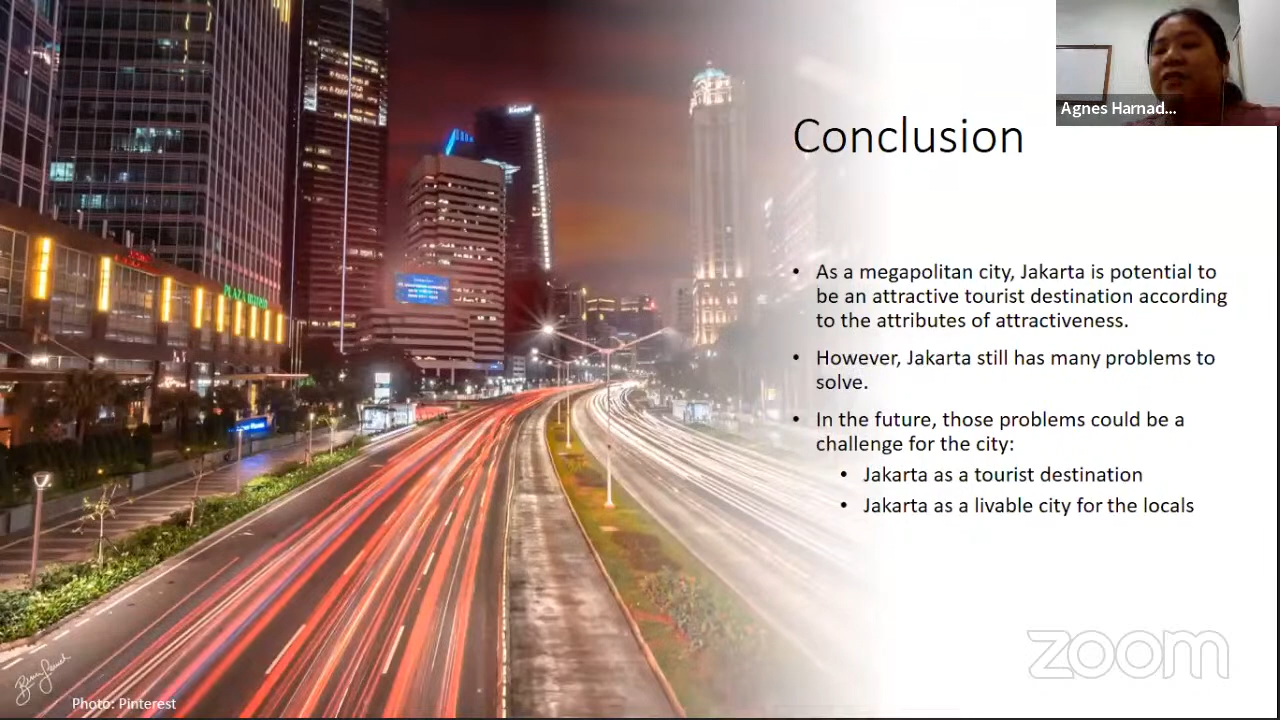 Agnes Harnad...
Conclusion
• As a megapolitan city, Jakarta is potential to
be an attractive tourist destination according
to the attributes of attractiveness.
• However, Jakarta still has many problems to
solve.
• In the future, those problems could be a
challenge for the city:
• Jakarta as a tourist destination
• Jakarta as a livable city for the locals
zoom
Photo: Pinterest